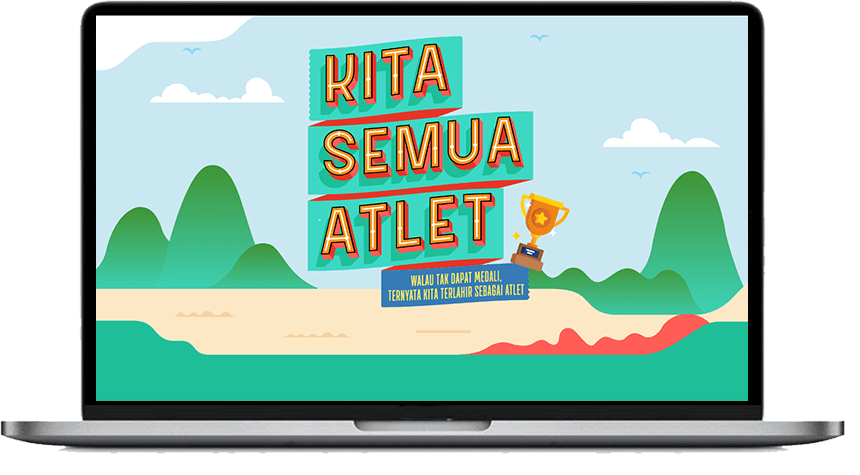 KITA
SEMUA
ATLET
WALAU TAK DAPAT MEDALI,
TERNYATA KITA TERLAHIR SEBAGAI ATLET